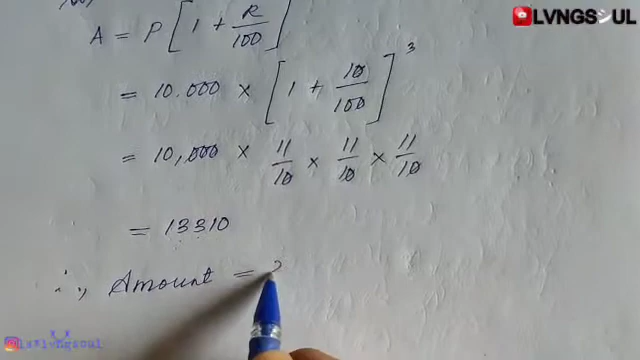 LVNGSOUL
A = P [ 1 + R/100 ]
= 10.000 × [ 1 + 10/100 ]³
= 10,000 × 11/10 × 11/10 × 11/10
= 13310
∴, Amount =